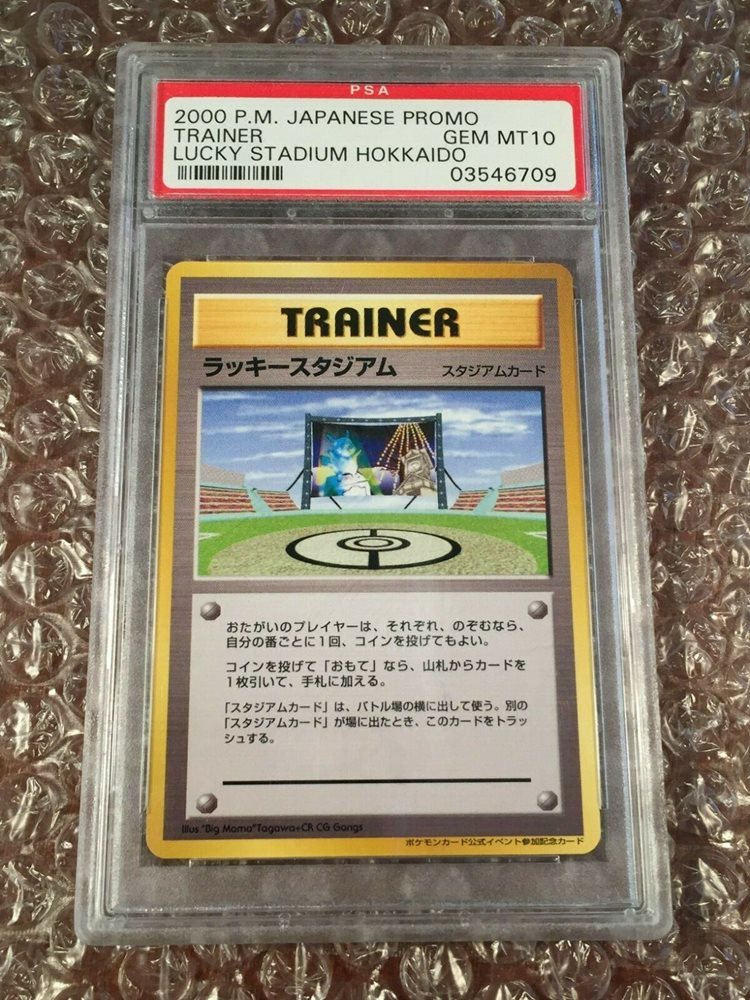 PSA
2000 P.M. JAPANESE PROMO
TRAINER GEM MT10
LUCKY STADIUM HOKKAIDO
03546709
TRAINER
ラッキースタジアム スタジアムカード
おたがいのプレイヤーは、それぞれ、のぞむなら、
自分の番ごとに1回、コインを投げてもよい。
コインを投げて「おもて」なら、山札からカードを
1枚引いて、手札に加える。
「スタジアムカード」は、バトル場の横に出して使う。別の
「スタジアムカード」が場に出たとき、このカードをトラッ
シュする。
Illus."Big Mama"Tagawa+CR CG Gangs
ポケモンカード公式イベント参加記念カード